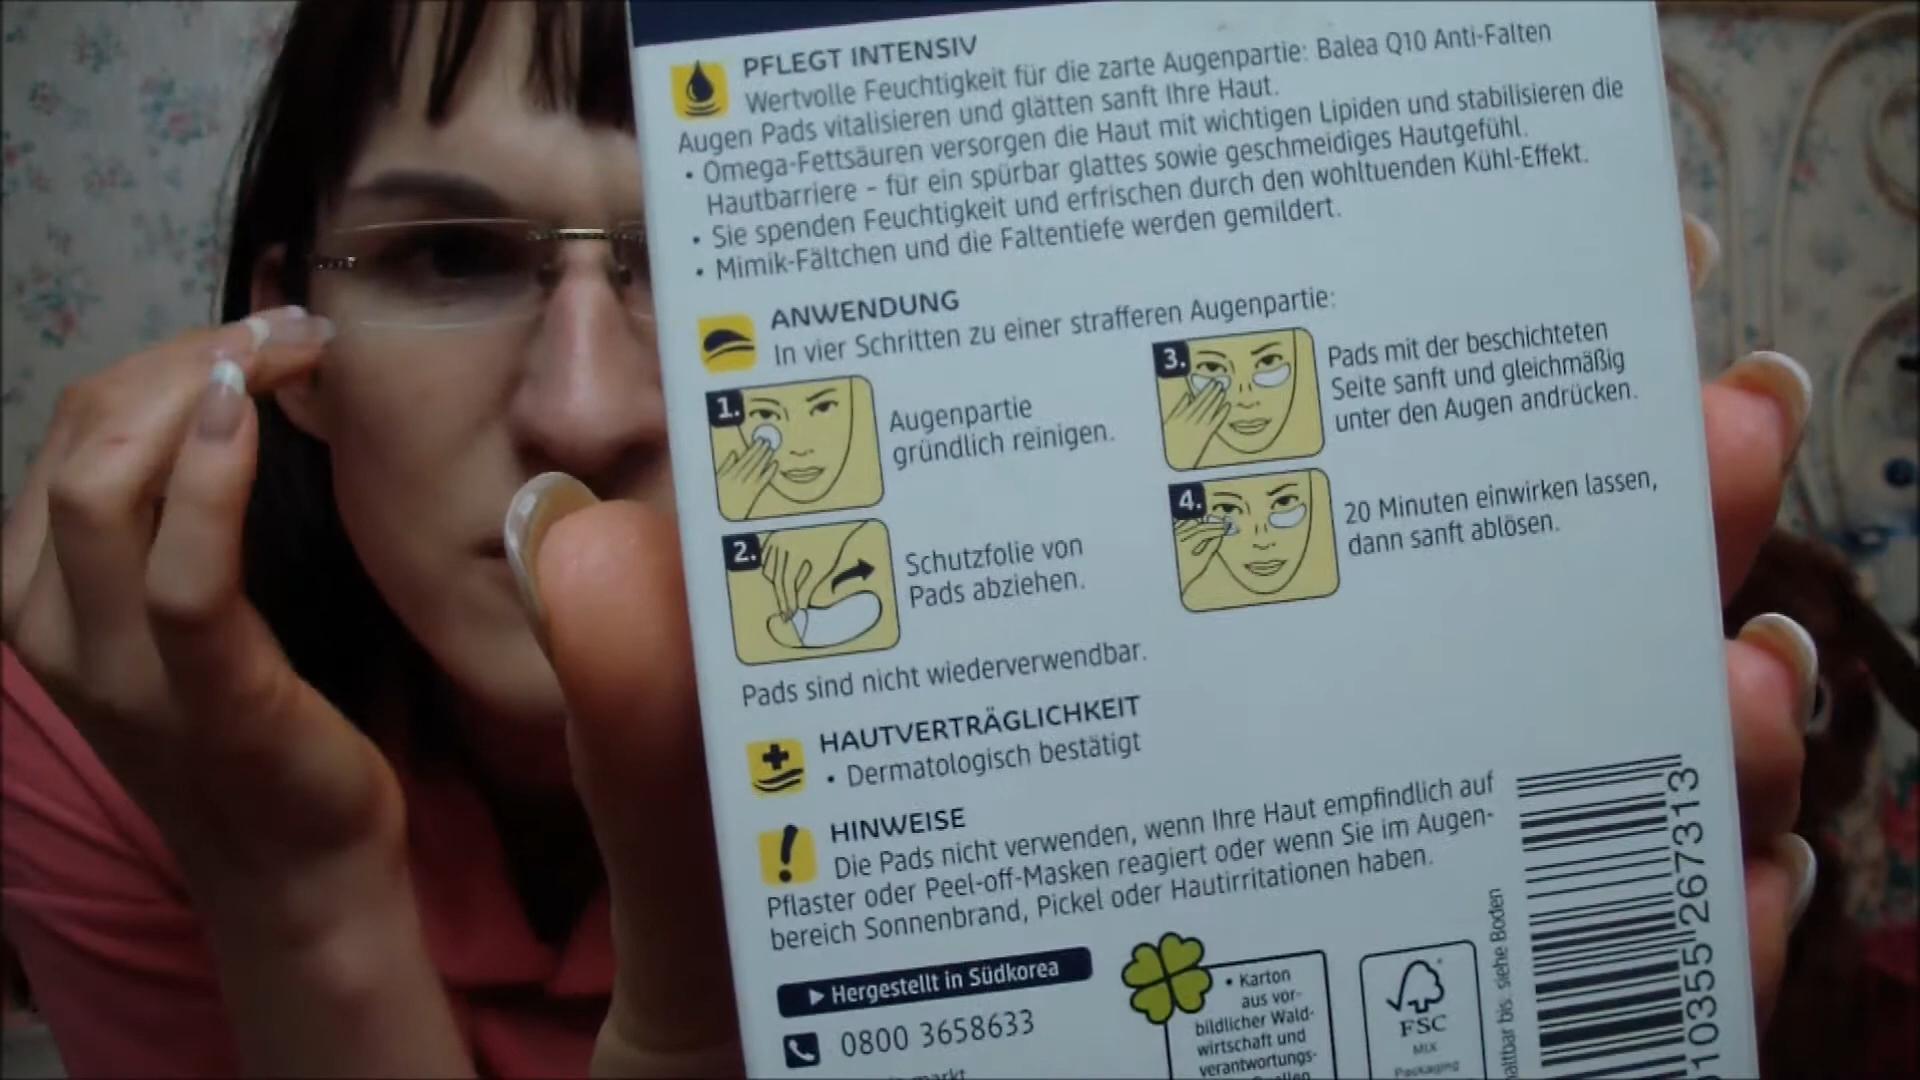 PFLEGT INTENSIV
Wertvolle Feuchtigkeit für die zarte Augenpartie: Balea Q10 Anti-Falten
Augen Pads vitalisieren und glätten sanft Ihre Haut.
• Omega-Fettsäuren versorgen die Haut mit wichtigen Lipiden und stabilisieren die
Hautbarriere – für ein spürbar glattes sowie geschmeidiges Hautgefühl.
• Sie spenden Feuchtigkeit und erfrischen durch den wohltuenden Kühl-Effekt.
• Mimik-Fältchen und die Faltentiefe werden gemildert.
ANWENDUNG
In vier Schritten zu einer strafferen Augenpartie:
1.
Augenpartie
gründlich reinigen.
2.
Schutzfolie von
Pads abziehen.
3.
Pads mit der beschichteten
Seite sanft und gleichmäßig
unter den Augen andrücken.
4.
20 Minuten einwirken lassen,
dann sanft ablösen.
Pads sind nicht wiederverwendbar.
HAUTVERTRÄGLICHKEIT
• Dermatologisch bestätigt
HINWEISE
Die Pads nicht verwenden, wenn Ihre Haut empfindlich auf
Pflaster oder Peel-off-Masken reagiert oder wenn Sie im Augen-
bereich Sonnenbrand, Pickel oder Hautirritationen haben.
Hergestellt in Südkorea
0800 3658633
• Karton
aus vor-
bildlicher Wald-
wirtschaft und
verantwortungs-
FSC
MIX
Packaging
bis: siehe Boden
10355 267313